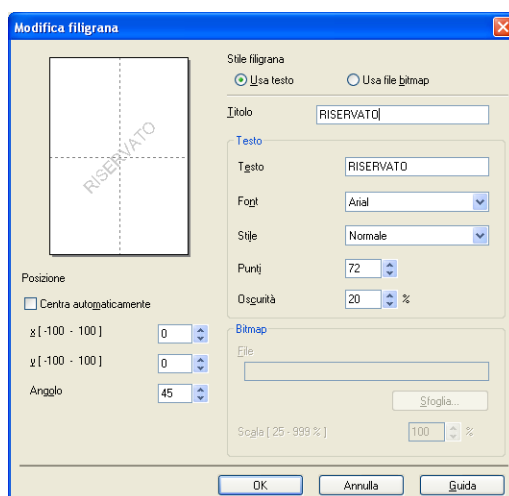 Modifica filigrana
Stile filigrana
Usa testo Usa file bitmap
Titolo RISERVATO
RISERVATO
Testo
Testo RISERVATO
Font Arial
Stile Normale
Punti 72
Oscurità 20 %
Posizione
Centra automaticamente
x [ -100 - 100 ] 0
y [ -100 - 100 ] 0
Angolo 45
Bitmap
File
Sfoglia...
Scala [ 25 - 999 % ] 100 %
OK Annulla Guida